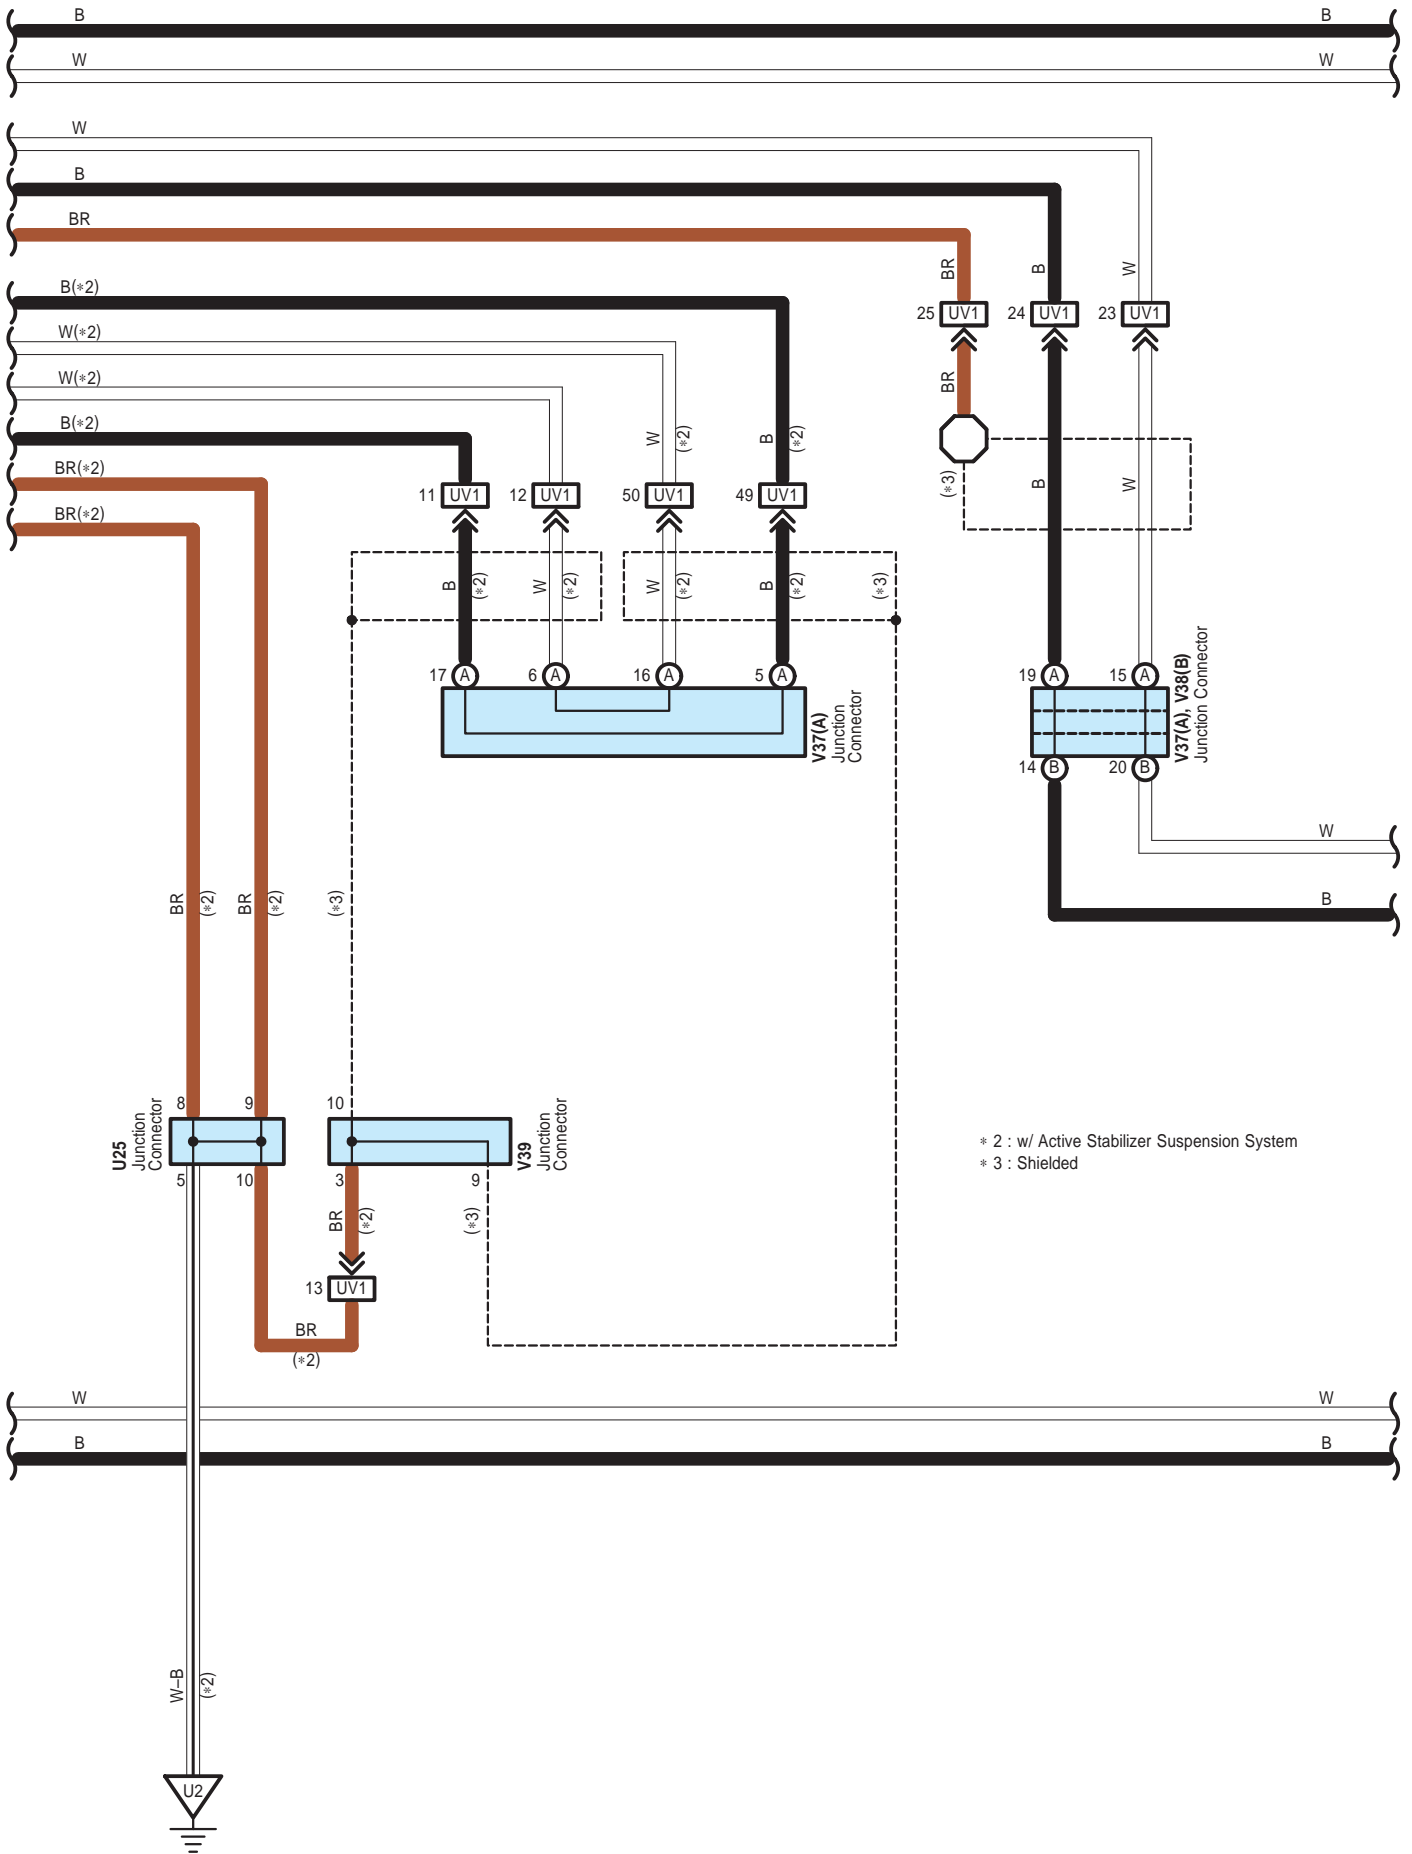 B B
W W
W
B
BR
BR B W
B(∗2)
25 UV1 24 UV1 23 UV1
W(∗2)
W(∗2)
BR
B(∗2)
W (∗2) B (∗2)
BR(∗2)
(∗3) B W
11 UV1 12 UV1 50 UV1 49 UV1
BR(∗2)
B (∗2) W (∗2) W (∗2) B (∗2) (∗3)
17 A 6 A 16 A 5 A 19 A 15 A
V37(A)
Junction
Connector
V37(A), V38(B)
Junction Connector
14 B 20 B
W
BR (∗2) BR (∗2) (∗3)
B
8 9 10
U25
Junction
Connector
V39
Junction
Connector
∗ 2 : w/ Active Stabilizer Suspension System
∗ 3 : Shielded
5 10 3 9
BR (∗2) (∗3)
13 UV1
BR
(∗2)
W W
B B
W–B (∗2)
U2